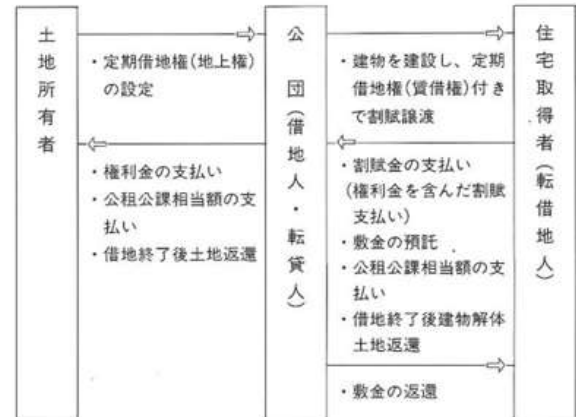 土地所有者
・定期借地権(地上権)
の設定
・権利金の支払い
・公租公課相当額の支
払い
・借地終了後土地返還
公団(借地人・転貸人)
・建物を建設し、定期
借地権(賃借権)付き
で割賦譲渡
・割賦金の支払い
(権利金を含んだ割賦
支払い)
・敷金の預託
・公租公課相当額の支
払い
・借地終了後建物解体
土地返還
・敷金の返還
住宅取得者(転借地人)